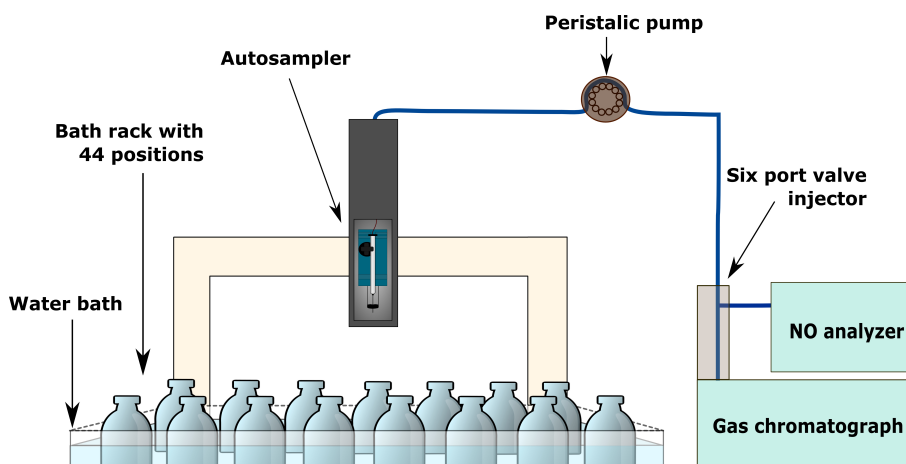 Peristalic pump
Autosampler
Bath rack with
44 positions
Six port valve
injector
Water bath
NO analyzer
Gas chromatograph